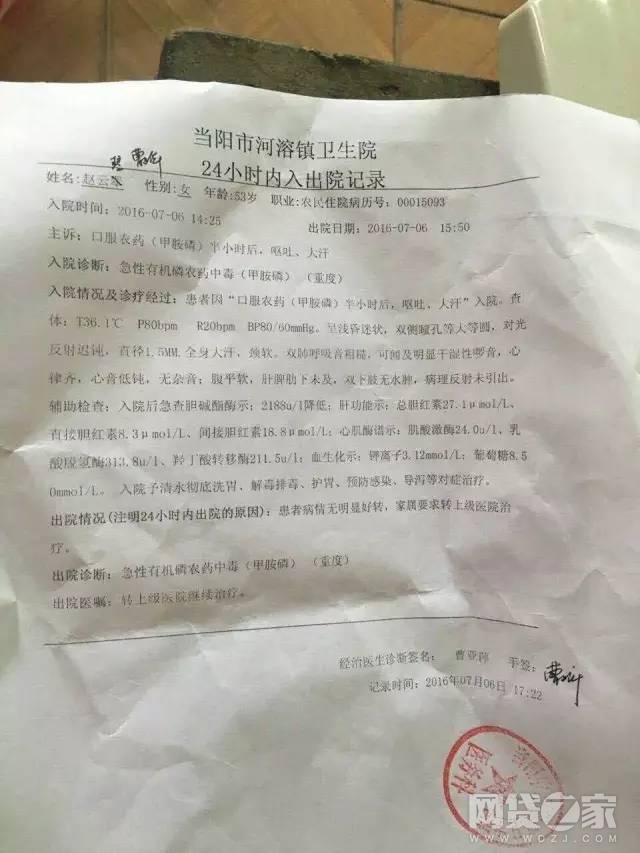 当阳市河溶镇卫生院
24小时内入出院记录
姓名:赵云 性别:女 年龄:53岁 职业:农民住院病历号:00015093
入院时间:2016-07-06 14:25 出院日期:2016-07-06 15:50
主诉:口服农药(甲胺磷)半小时后,呕吐、大汗
入院诊断:急性有机磷农药中毒(甲胺磷) (重度)
入院情况及诊疗经过:患者因“口服农药(甲胺磷)半小时后,呕吐、大汗”入院。查
体:T36.1℃ P80bpm R20bpm BP80/60mmHg。呈浅昏迷状,双侧瞳孔等大等圆,对光
反射迟钝,直径1.5MM.全身大汗,颈软。双肺呼吸音粗糙,可闻及明显干湿性啰音,心
律齐,心音低钝,无杂音;腹平软,肝脾肋下未及,双下肢无水肿,病理反射未引出。
辅助检查:入院后急查胆碱酯酶示:2188u/l降低;肝功能示:总胆红素27.1μmol/L、
直接胆红素8.3μmol/L、间接胆红素18.8μmol/L;心肌酶谱示:肌酸激酶24.0u/l、乳
酸脱氢酶313.8u/l、羟丁酸转移酶211.5u/l;血生化示:钾离子3.12mmol/L;葡萄糖8.5
0mmol/L。 入院予清水彻底洗胃、解毒排毒、护胃、预防感染、导泻等对症治疗。
出院情况(注明24小时内出院的原因):患者病情无明显好转,家属要求转上级医院治
疗。
出院诊断:急性有机磷农药中毒(甲胺磷) (重度)
出院医嘱:转上级医院继续治疗。
经治医生诊断签名: 曹亚萍 手签:
记录时间:2016年07月06日 17:22
网贷之家
WWW.WCZJ.COM